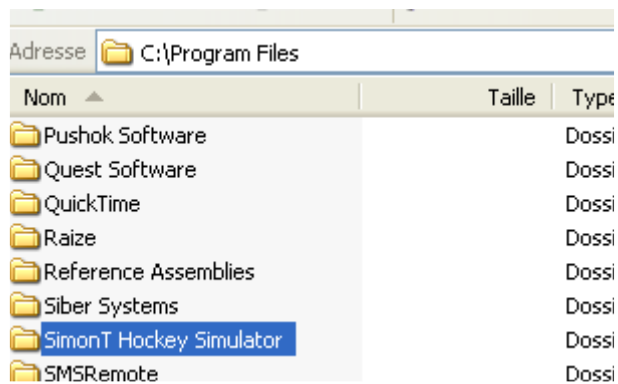 Adresse C:\Program Files
Nom Taille Type
Pushok Software Dossi
Quest Software Dossi
QuickTime Dossi
Raize Dossi
Reference Assemblies Dossi
Siber Systems Dossi
SimonT Hockey Simulator Dossi
SMSRemote Dossi